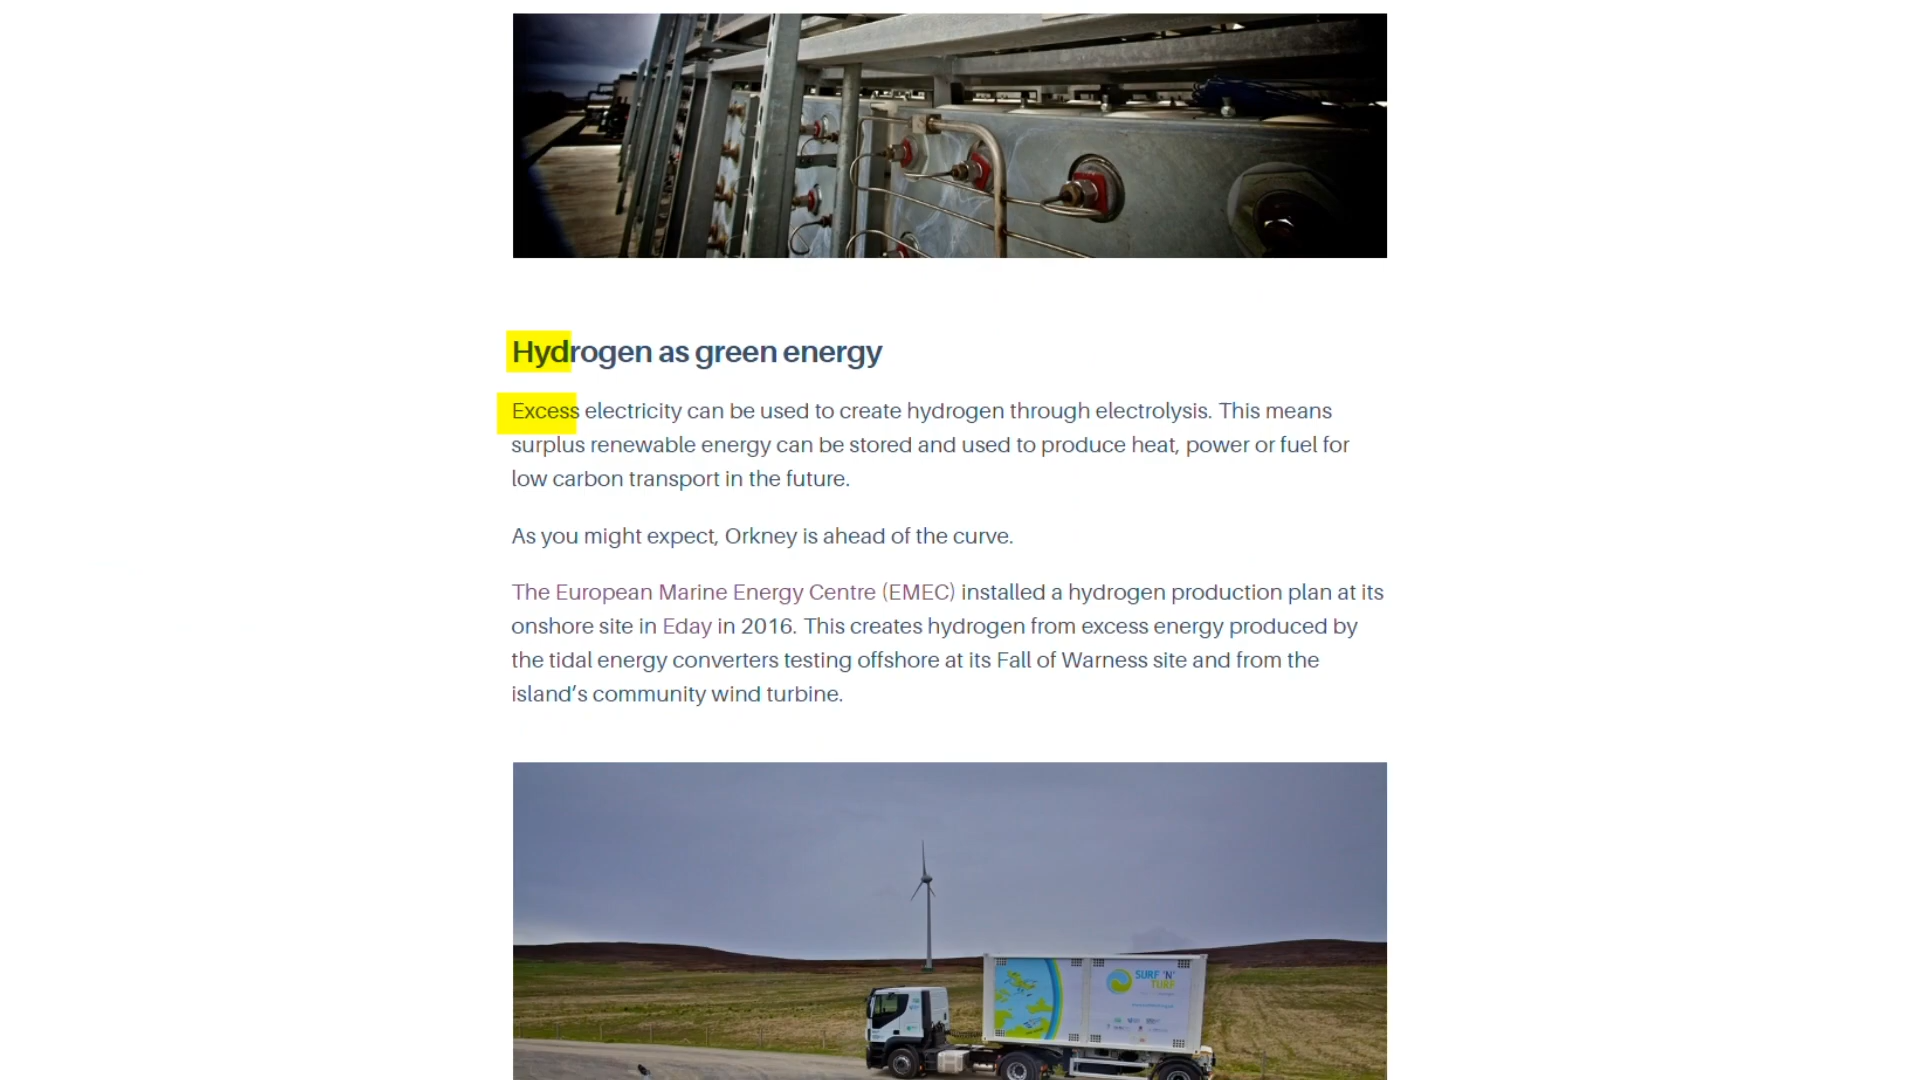 Hydrogen as green energy
Excess electricity can be used to create hydrogen through electrolysis. This means
surplus renewable energy can be stored and used to produce heat, power or fuel for
low carbon transport in the future.
As you might expect, Orkney is ahead of the curve.
The European Marine Energy Centre (EMEC) installed a hydrogen production plan at its
onshore site in Eday in 2016. This creates hydrogen from excess energy produced by
the tidal energy converters testing offshore at its Fall of Warness site and from the
island’s community wind turbine.
SURF 'N'
TURF